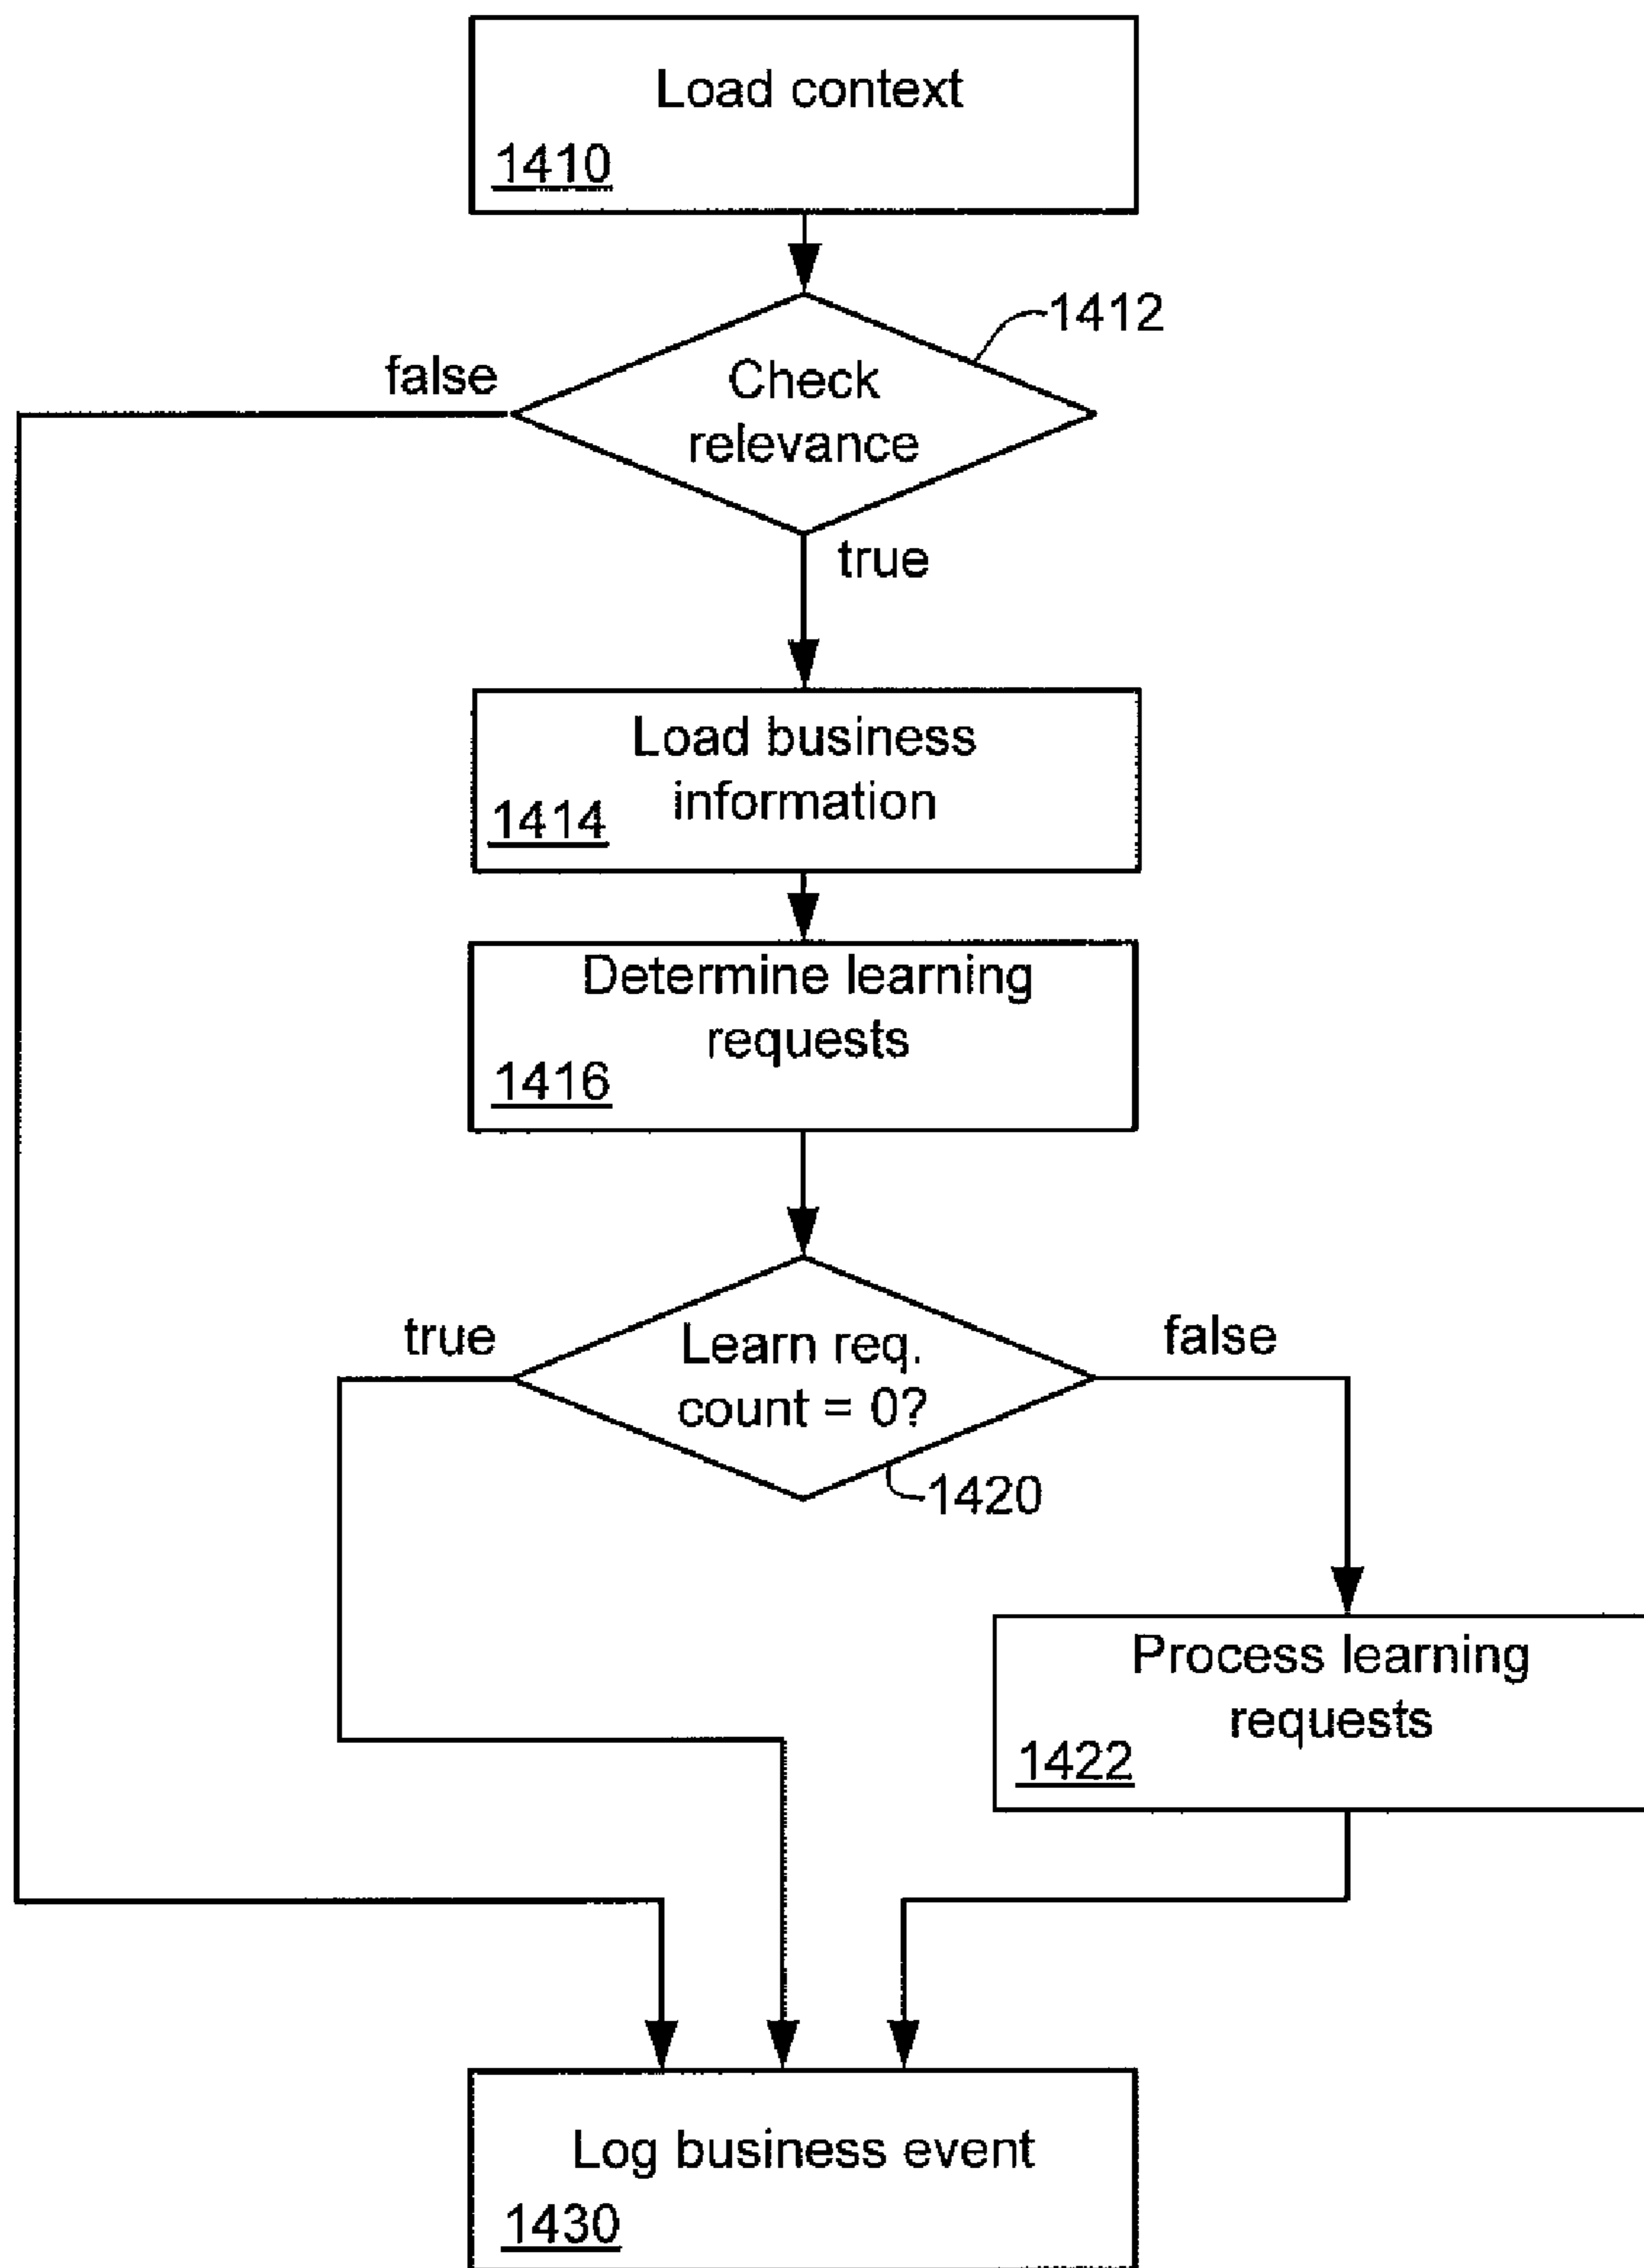 Load context
1410
1412
false
Check
relevance
true
Load business
information
1414
Determine learning
requests
1416
true
Learn req.
count = 0?
false
1420
Process learning
requests
1422
Log business event
1430